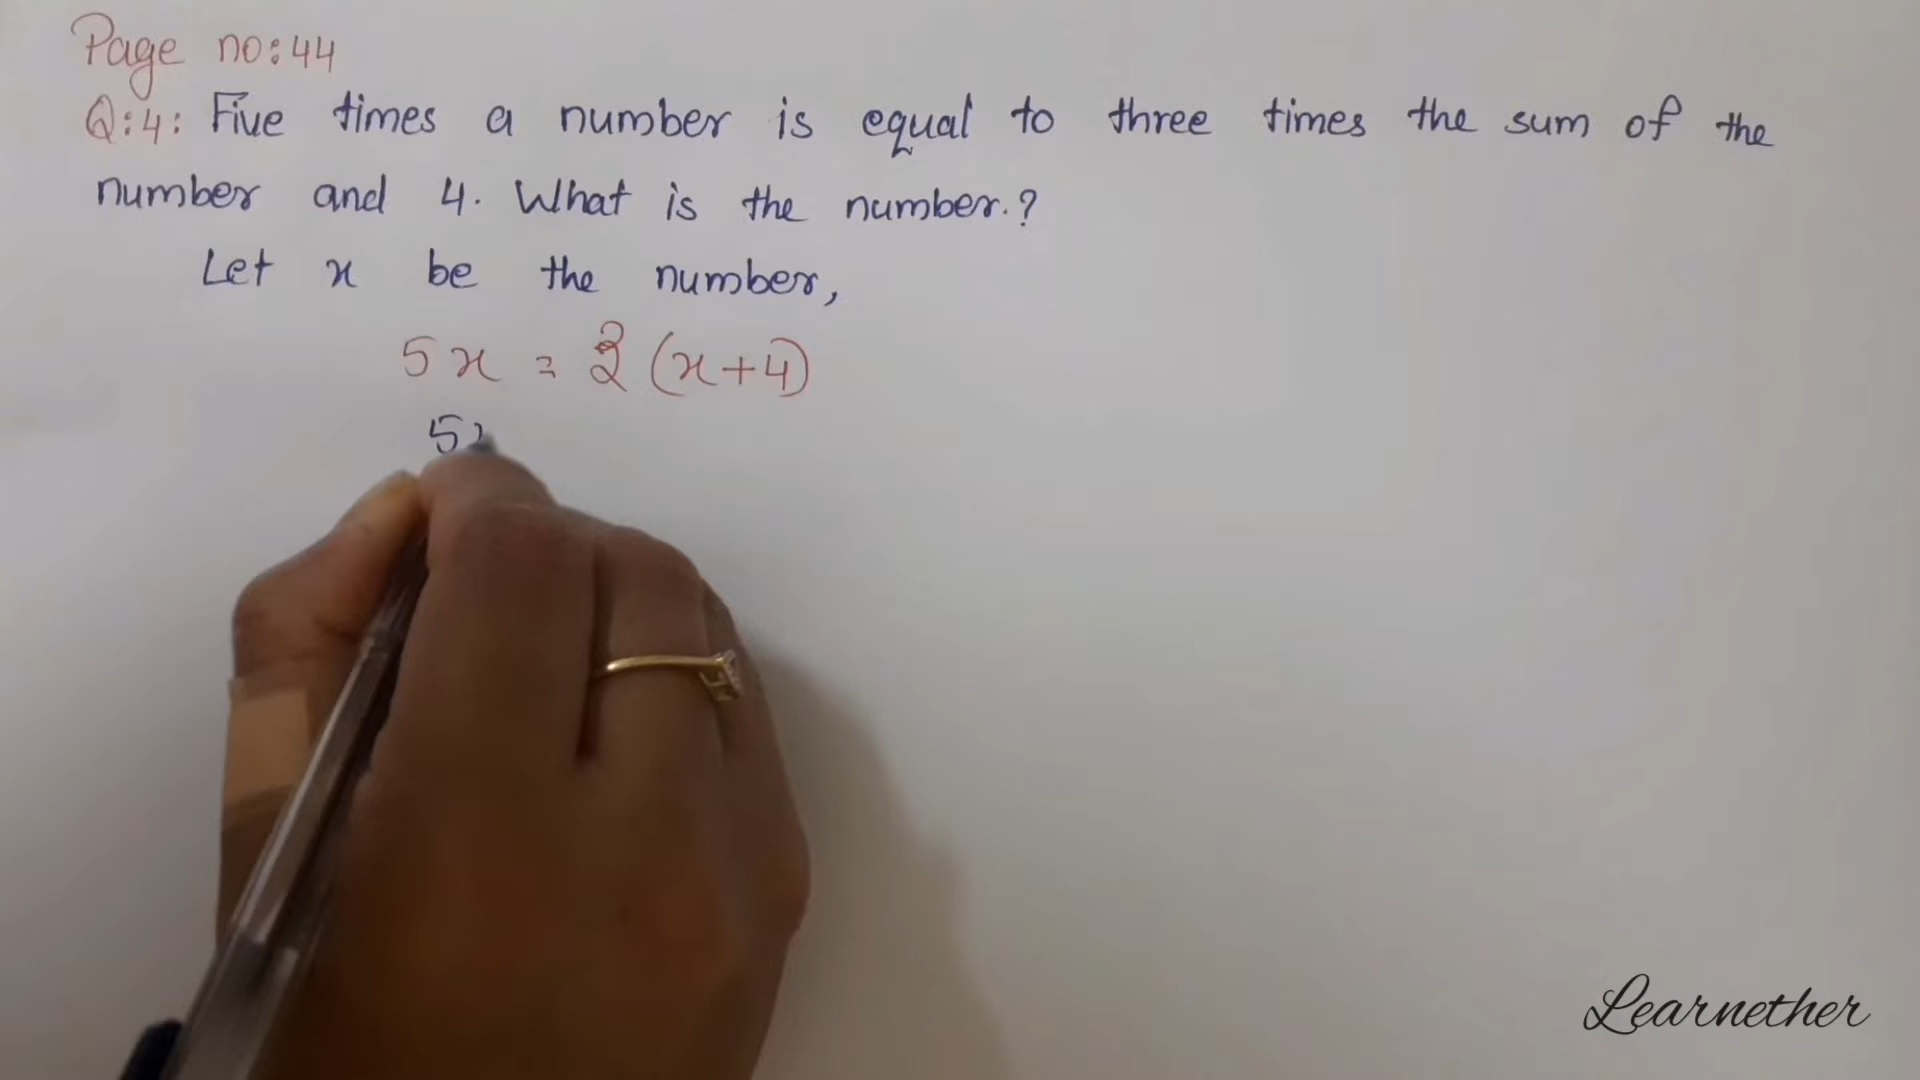 Page no:44
Q:4: Five times a number is equal to three times the sum of the
number and 4. What is the number.?
Let x be the number,
5x = 3 (x+4)
5x
Learnether